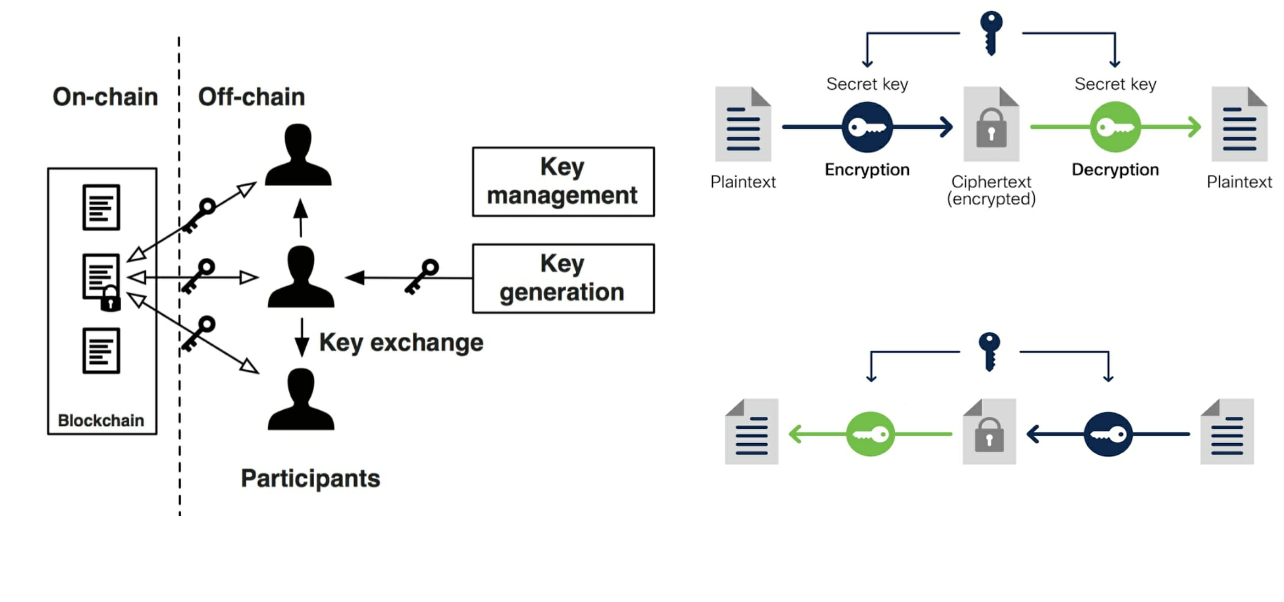 On-chain
Off-chain
Key
management
Key
generation
Key exchange
Blockchain
Participants
Secret key
Secret key
Encryption
Decryption
Plaintext
Ciphertext
(encrypted)
Plaintext